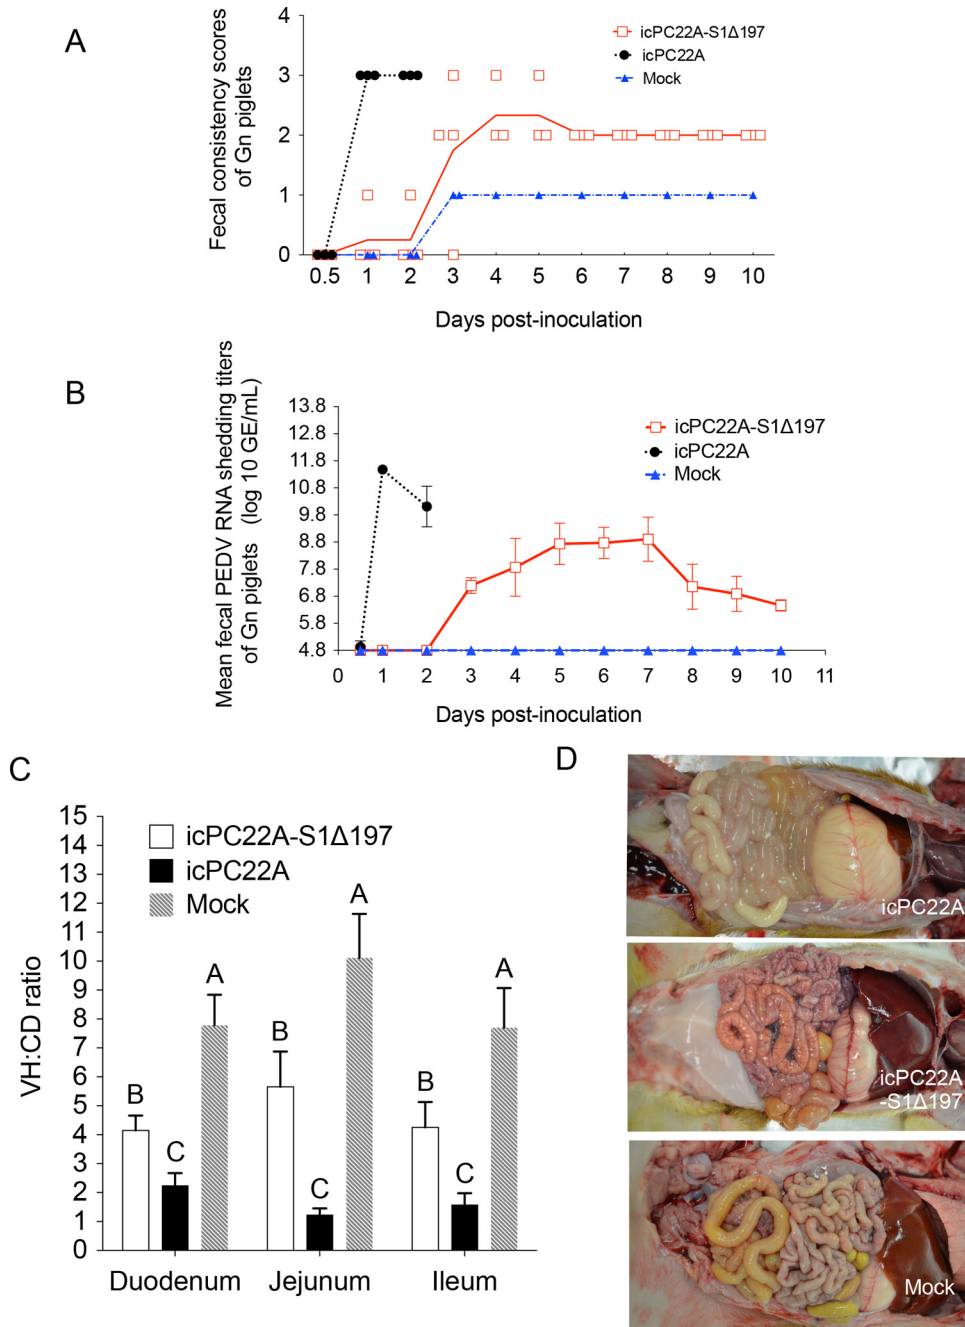 A
Fecal consistency scores
of Gn piglets
4
3
2
1
0
0.5 1 2 3 4 5 6 7 8 9 10
Days post-inoculation
icPC22A-S1Δ197
icPC22A
Mock
B
Mean fecal PEDV RNA shedding titers
of Gn piglets (log 10 GE/mL)
13.8
12.8
11.8
10.8
9.8
8.8
7.8
6.8
5.8
4.8
0 1 2 3 4 5 6 7 8 9 10 11
Days post-inoculation
icPC22A-S1Δ197
icPC22A
Mock
C
VH:CD ratio
15
14
13
12
11
10
9
8
7
6
5
4
3
2
1
0
icPC22A-S1Δ197
icPC22A
Mock
B C A
B C A
B C A
Duodenum Jejunum Ileum
D
icPC22A
icPC22A
-S1Δ197
Mock